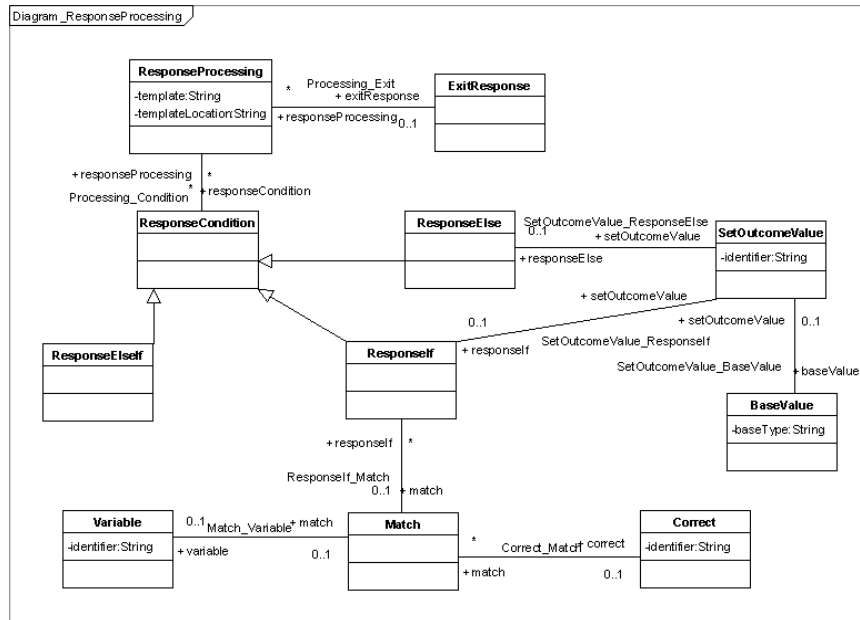 Diagram_ResponseProcessing
ResponseProcessing
-template:String
-templateLocation:String
* Processing_Exit
+ exitResponse
+ responseProcessing
0..1
ExitResponse
+ responseProcessing *
Processing_Condition * + responseCondition
ResponseCondition
ResponseElse
SetOutcomeValue_ResponseElse
0..1 + setOutcomeValue
+ responseElse
SetOutcomeValue
-identifier:String
+ setOutcomeValue
0..1
+ responseIf
SetOutcomeValue_ResponseIf
+ setOutcomeValue 0..1
SetOutcomeValue_BaseValue + baseValue
ResponseElseIf
ResponseIf
BaseValue
-baseType:String
+ responseIf *
ResponseIf_Match
0..1 + match
Variable
-identifier:String
0..1 Match_Variable + match
+ variable 0..1
Match
* Correct_Match + correct
+ match 0..1
Correct
-identifier:String